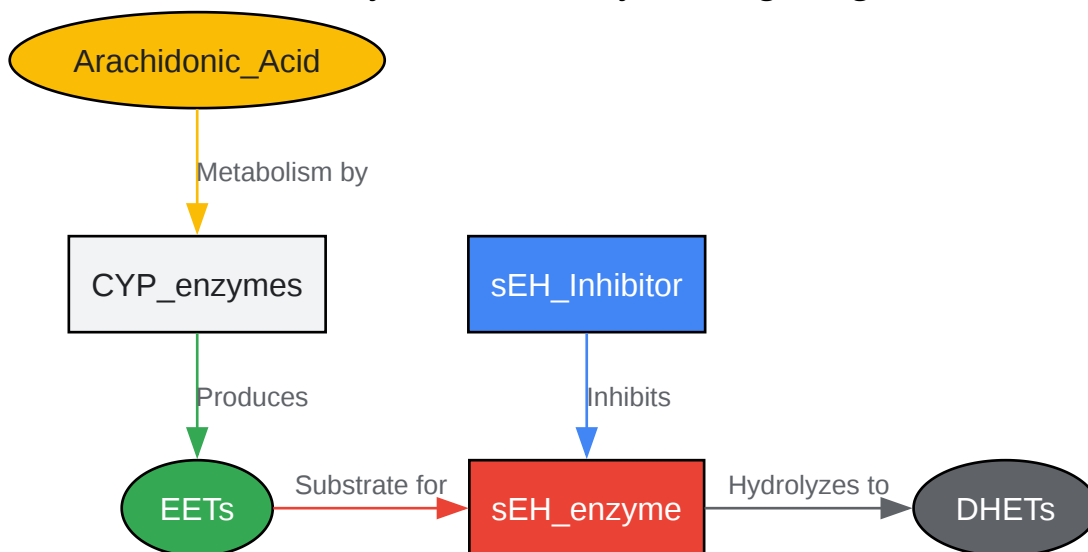 Arachidonic_Acid
Metabolism by
CYP_enzymes
sEH_Inhibitor
Produces
Inhibits
EETs
Substrate for
sEH_enzyme
Hydrolyzes to
DHETs